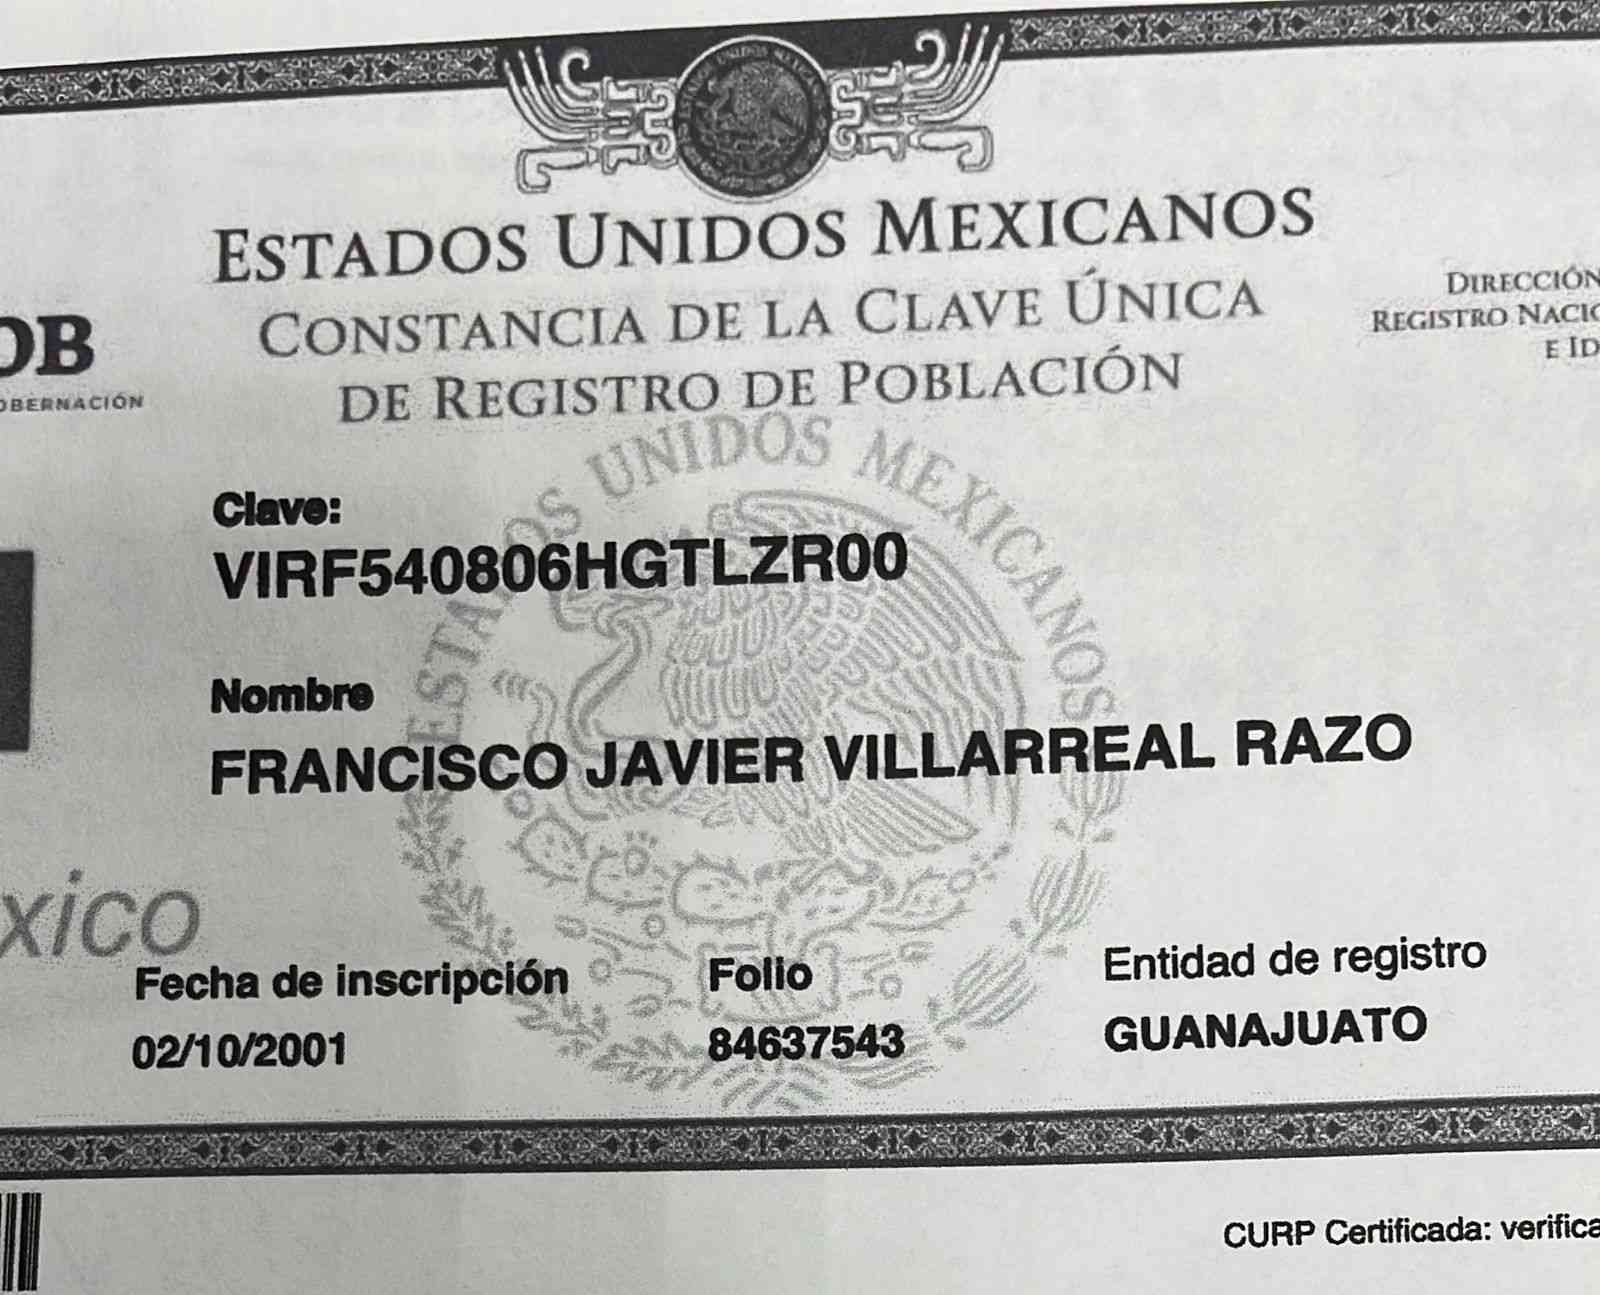 ESTADOS UNIDOS MEXICANOS
CONSTANCIA DE LA CLAVE ÚNICA
DE REGISTRO DE POBLACIÓN
DIRECCIÓN
REGISTRO NACIO
E ID
OB
OBERNACIÓN
ESTADOS UNIDOS MEXICANOS
Clave:
VIRF540806HGTLZR00
Nombre
FRANCISCO JAVIER VILLARREAL RAZO
xico
Fecha de inscripción
Folio
Entidad de registro
02/10/2001
84637543
GUANAJUATO
CURP Certificada: verifica